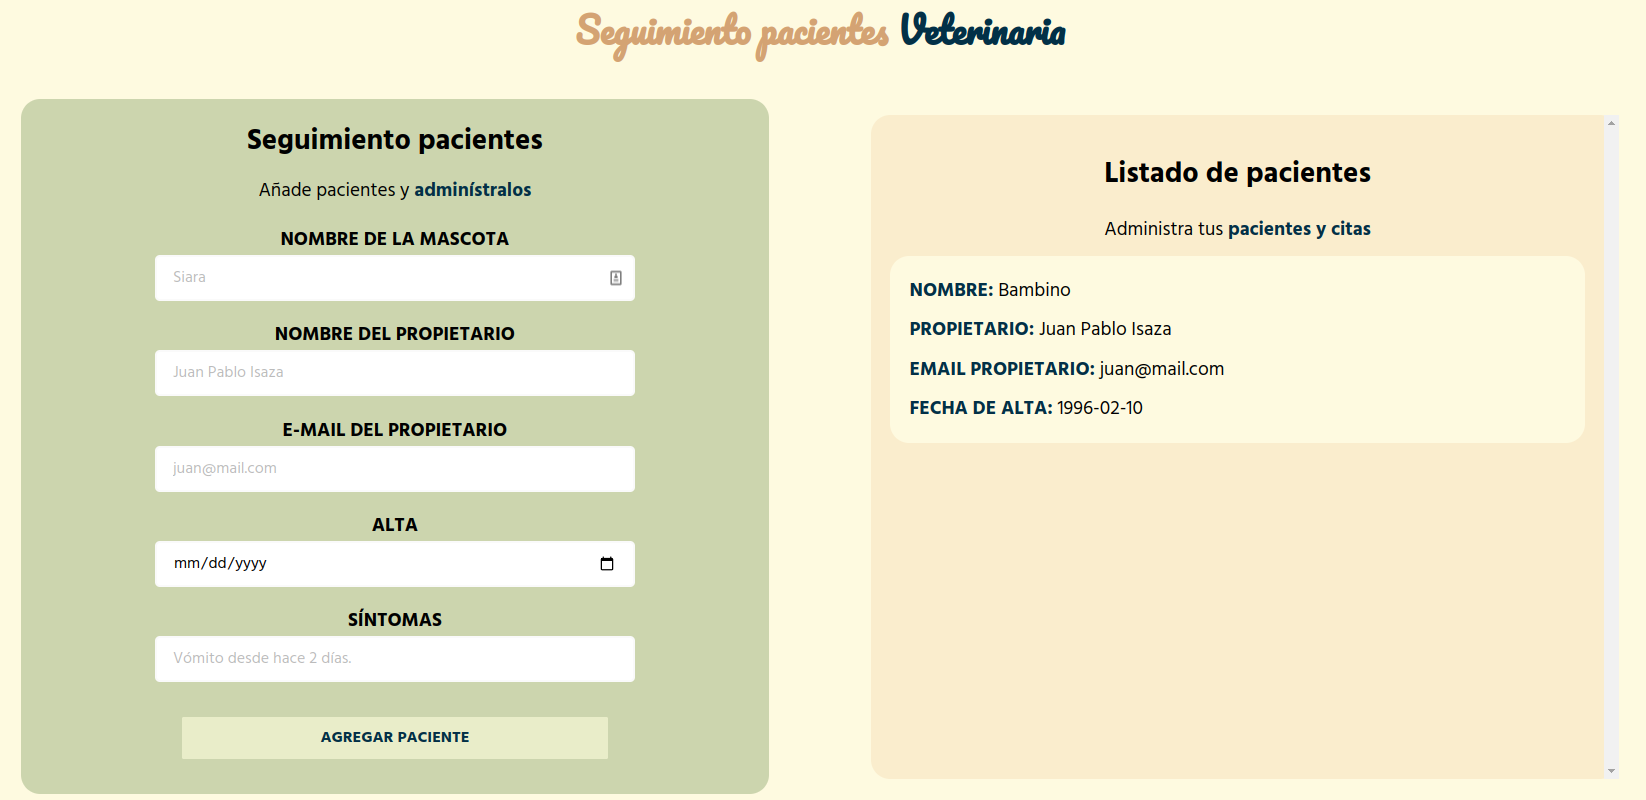 Seguimiento pacientes Veterinaria
Seguimiento pacientes
Añade pacientes y adminístralos
NOMBRE DE LA MASCOTA
Siara
NOMBRE DEL PROPIETARIO
Juan Pablo Isaza
E-MAIL DEL PROPIETARIO
juan@mail.com
ALTA
mm/dd/yyyy
SÍNTOMAS
Vómito desde hace 2 días.
AGREGAR PACIENTE
Listado de pacientes
Administra tus pacientes y citas
NOMBRE: Bambino
PROPIETARIO: Juan Pablo Isaza
EMAIL PROPIETARIO: juan@mail.com
FECHA DE ALTA: 1996-02-10